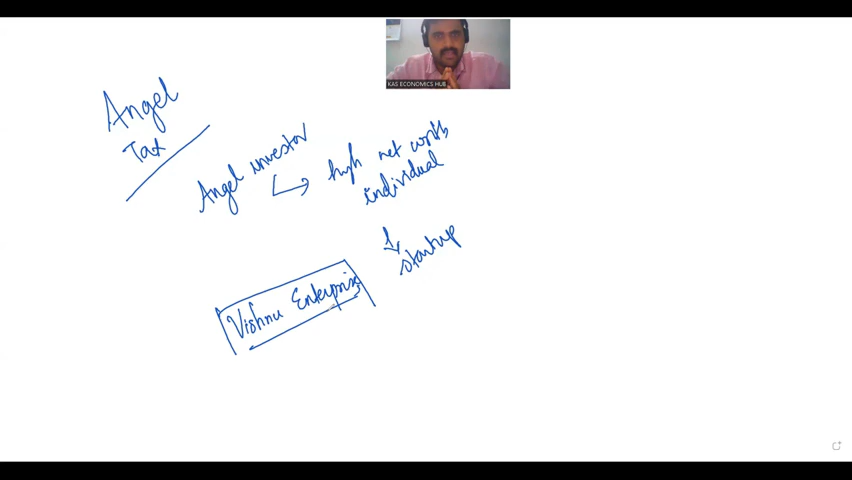 KAS ECONOMICS HUB
Angel
Tax
Angel investor
high net worth
individual
startup
Vishnu Enterprise